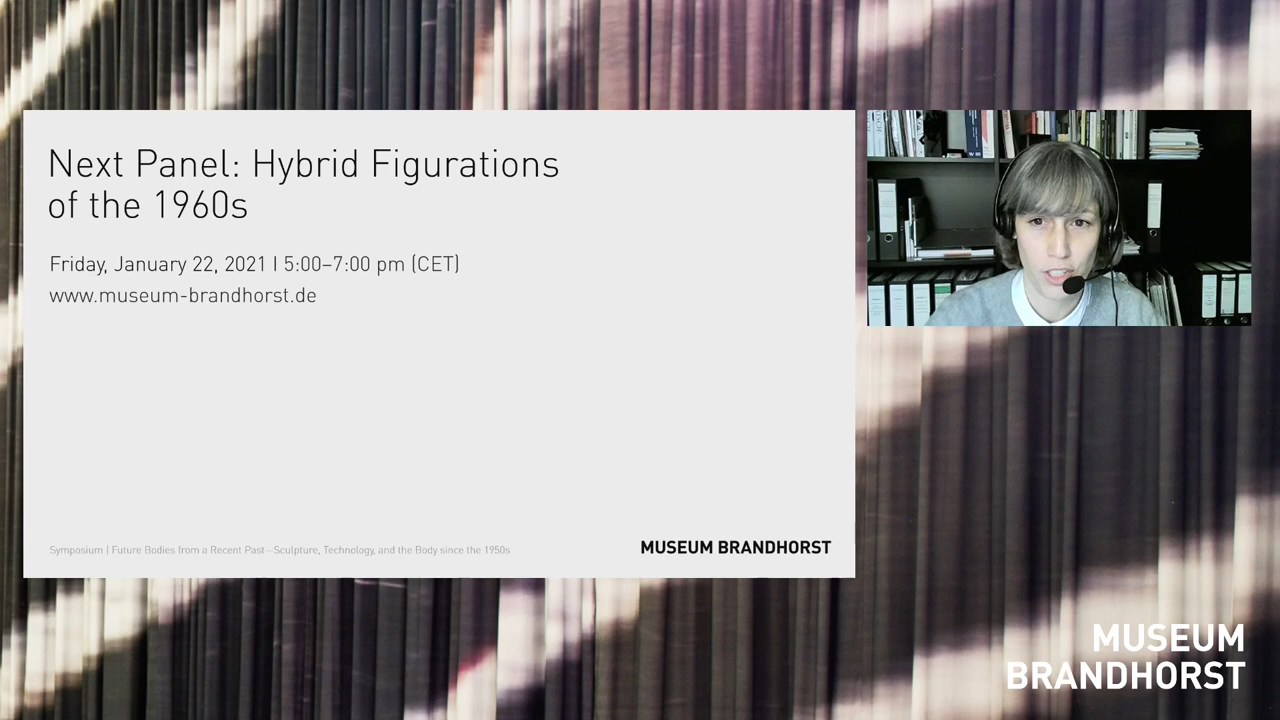 Next Panel: Hybrid Figurations
of the 1960s
Friday, January 22, 2021 I 5:00–7:00 pm (CET)
www.museum-brandhorst.de
Symposium | Future Bodies from a Recent Past—Sculpture, Technology, and the Body since the 1950s
MUSEUM BRANDHORST
MUSEUM
BRANDHORST